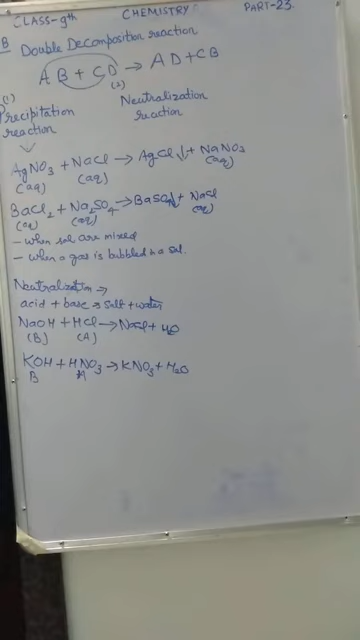 CLASS-9th CHEMISTRY PART-23.
B Double Decomposition reaction
AB + CD → AD + CB
(1) (2)
Precipitation Neutralization
reaction reaction
AgNO₃ + NaCl → AgCl↓ + NaNO₃
(aq) (aq) (aq)
BaCl₂ + Na₂SO₄ → BaSO₄↓ + NaCl
(aq) (aq) (aq)
- when sol are mixed
- when a gas is bubbled in a sol.
Neutralization ⇒
acid + base ⇒ salt + water
NaOH + HCl → NaCl + H₂O
(B) (A)
KOH + HNO₃ → KNO₃ + H₂O
B A